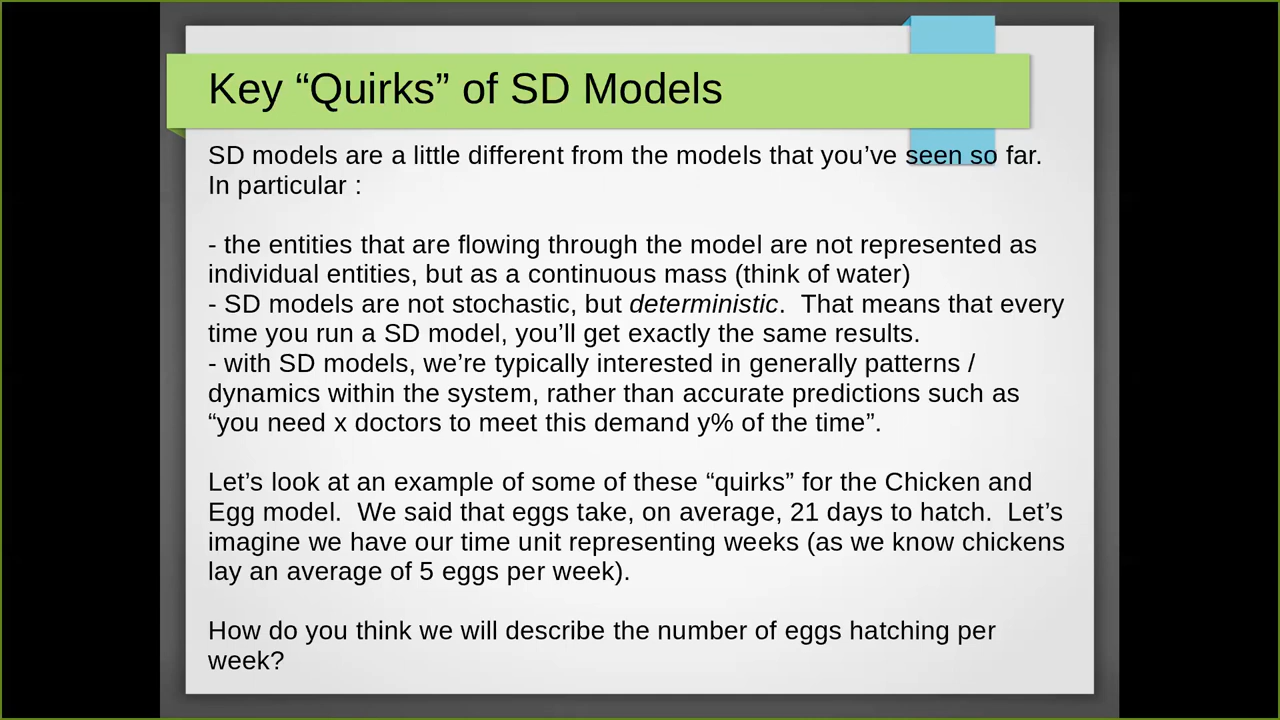 Key “Quirks” of SD Models
SD models are a little different from the models that you’ve seen so far.
In particular :
- the entities that are flowing through the model are not represented as
individual entities, but as a continuous mass (think of water)
- SD models are not stochastic, but deterministic.  That means that every
time you run a SD model, you’ll get exactly the same results.
- with SD models, we’re typically interested in generally patterns /
dynamics within the system, rather than accurate predictions such as
“you need x doctors to meet this demand y% of the time”.
Let’s look at an example of some of these “quirks” for the Chicken and
Egg model.  We said that eggs take, on average, 21 days to hatch.  Let’s
imagine we have our time unit representing weeks (as we know chickens
lay an average of 5 eggs per week).
How do you think we will describe the number of eggs hatching per
week?